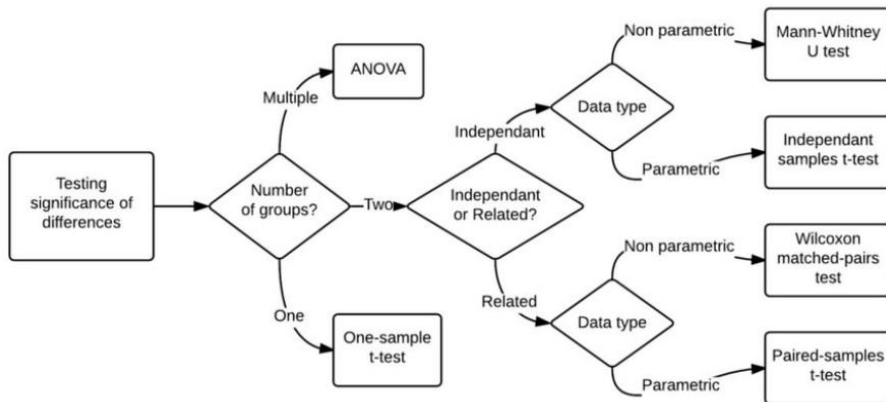 Testing
significance of
differences
Number
of groups?
Multiple
ANOVA
One
One-sample
t-test
Two
Independant
or Related?
Independant
Data type
Non parametric
Mann-Whitney
U test
Parametric
Independant
samples t-test
Related
Data type
Non parametric
Wilcoxon
matched-pairs
test
Parametric
Paired-samples
t-test